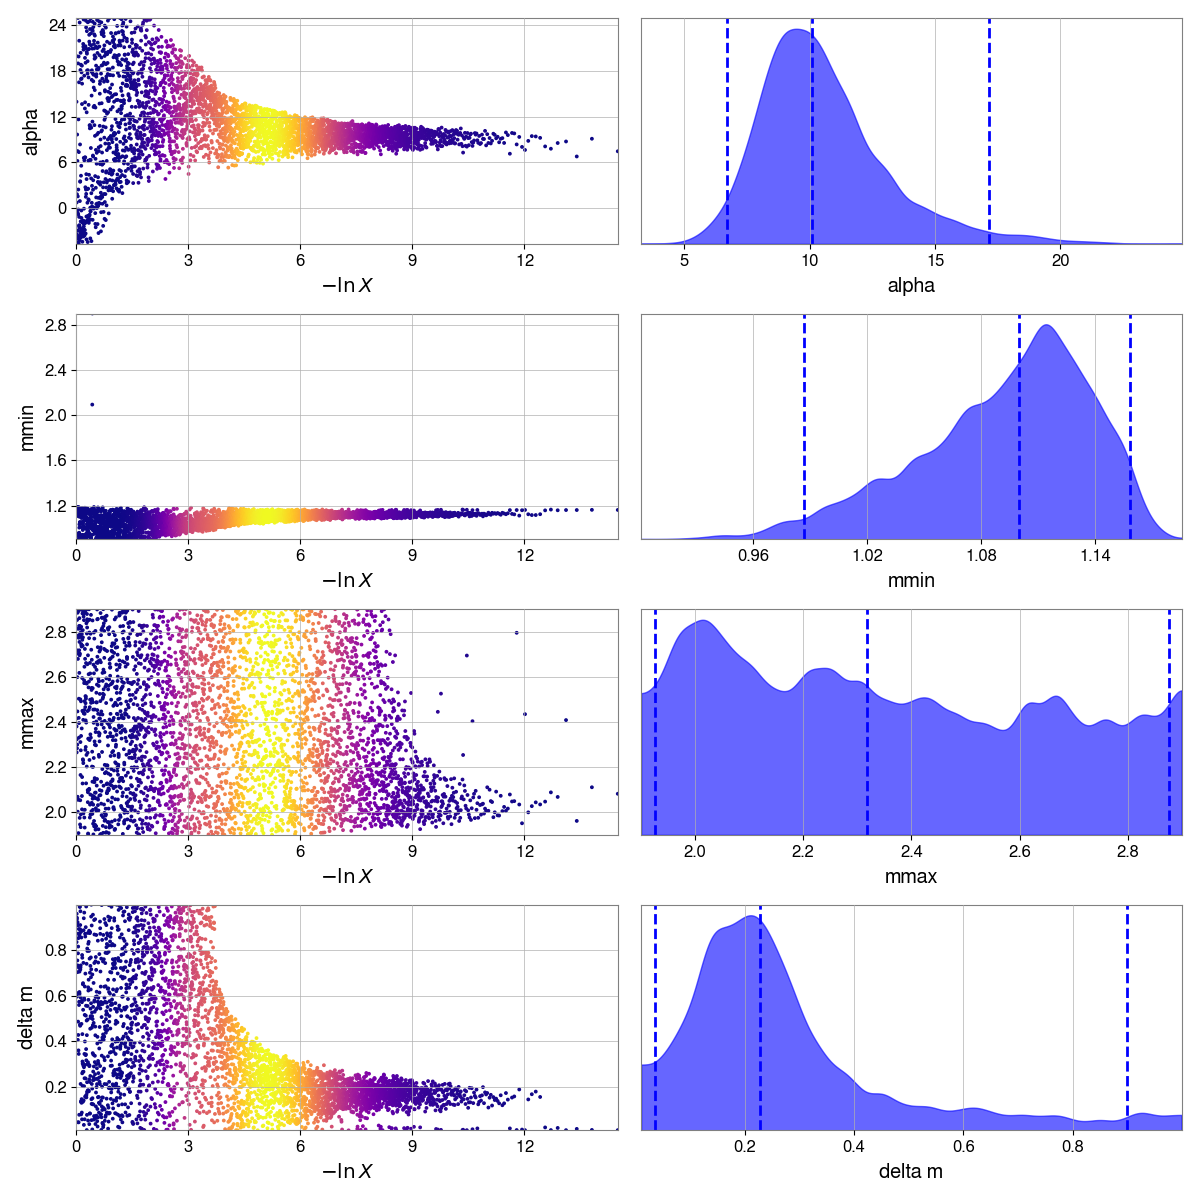 24
18
12
6
0
alpha
0 3 6 9 12
−ln X
5 10 15 20
alpha
2.8
2.4
2.0
1.6
1.2
mmin
0 3 6 9 12
−ln X
0.96 1.02 1.08 1.14
mmin
2.8
2.6
2.4
2.2
2.0
mmax
0 3 6 9 12
−ln X
2.0 2.2 2.4 2.6 2.8
mmax
0.8
0.6
0.4
0.2
delta m
0 3 6 9 12
−ln X
0.2 0.4 0.6 0.8
delta m